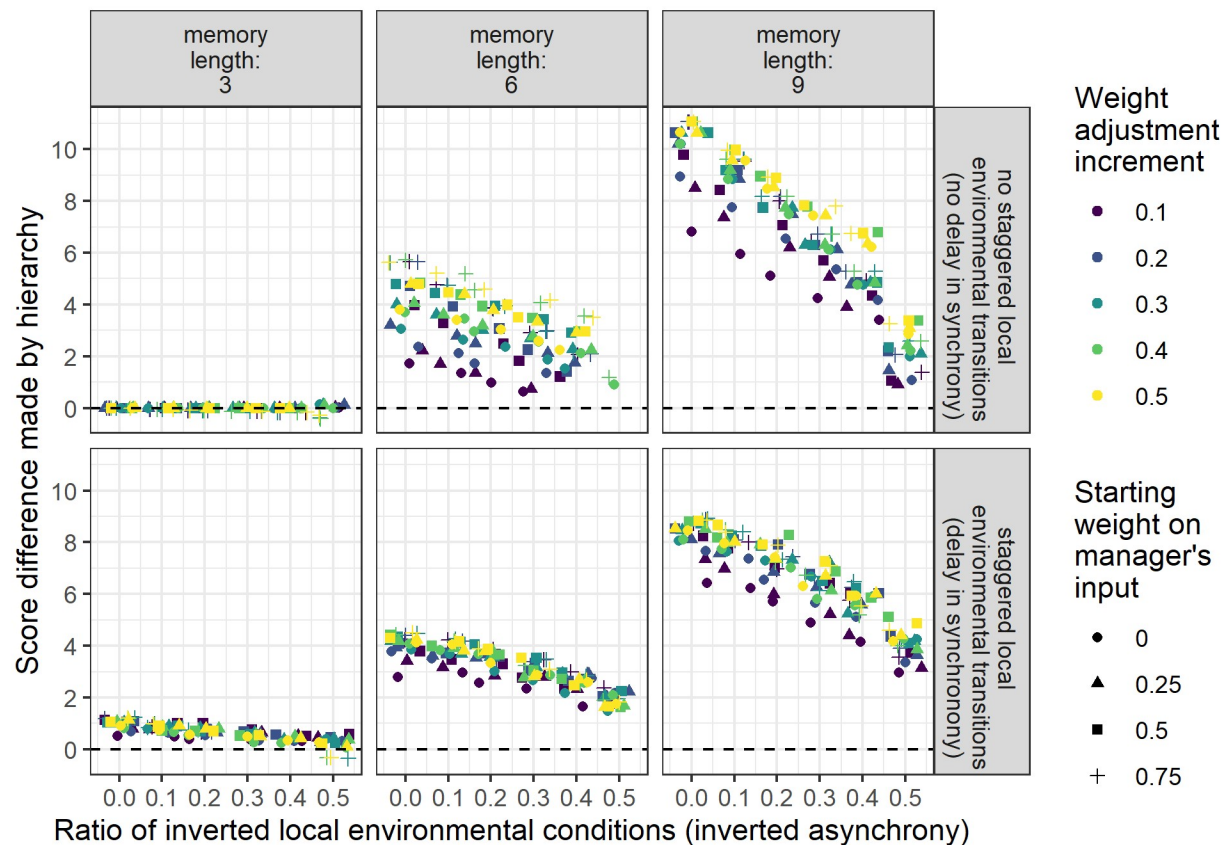 memory
length:
3
memory
length:
6
memory
length:
9
Score difference made by hierarchy
10
8
6
4
2
0
no staggered local
environmental transitions
(no delay in synchrony)
10
8
6
4
2
0
staggered local
environmental transitions
(delay in synchronony)
0.0 0.1 0.2 0.3 0.4 0.5
0.0 0.1 0.2 0.3 0.4 0.5
0.0 0.1 0.2 0.3 0.4 0.5
Ratio of inverted local environmental conditions (inverted asynchrony)
Weight
adjustment
increment
0.1
0.2
0.3
0.4
0.5
Starting
weight on
manager's
input
0
0.25
0.5
0.75